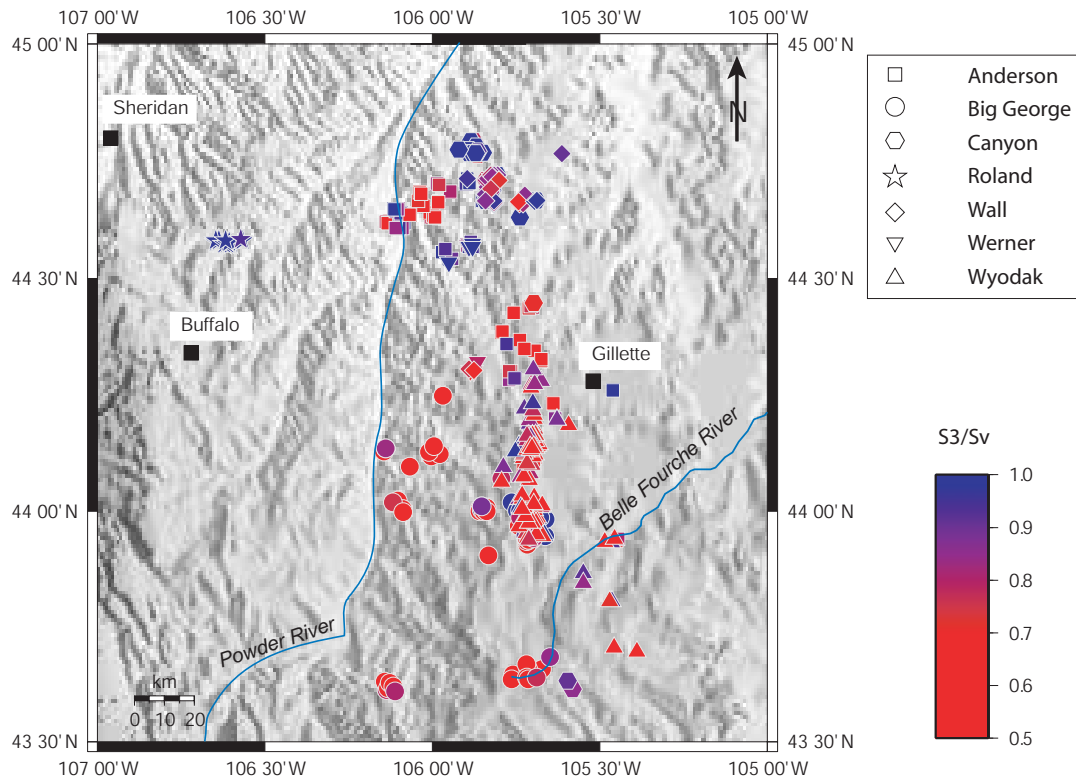 107 00'W 106 30'W 106 00'W 105 30'W 105 00'W
45 00'N 45 00'N
44 30'N 44 30'N
44 00'N 44 00'N
43 30'N 43 30'N
107 00'W 106 30'W 106 00'W 105 30'W 105 00'W
N
Sheridan
Buffalo
Gillette
Belle Fourche River
Powder River
km
0 10 20
Anderson
Big George
Canyon
Roland
Wall
Werner
Wyodak
S3/Sv
1.0
0.9
0.8
0.7
0.6
0.5